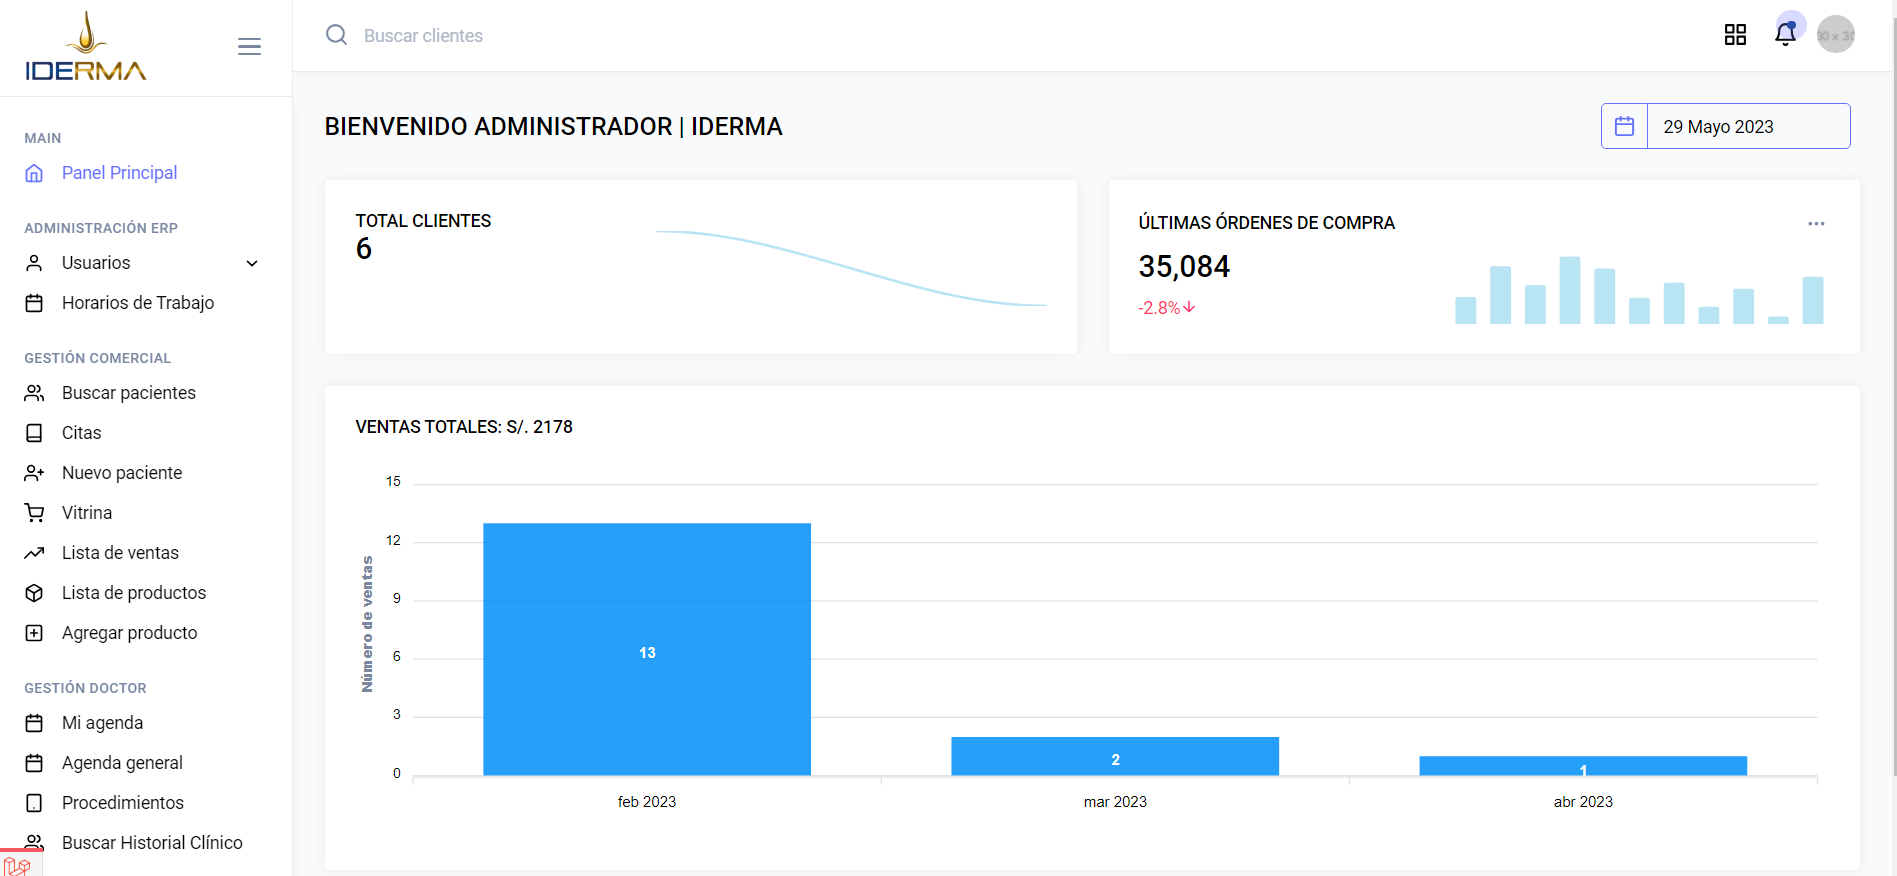 IDERMA
Buscar clientes
30 x 30
MAIN
Panel Principal
ADMINISTRACIÓN ERP
Usuarios
Horarios de Trabajo
GESTIÓN COMERCIAL
Buscar pacientes
Citas
Nuevo paciente
Vitrina
Lista de ventas
Lista de productos
Agregar producto
GESTIÓN DOCTOR
Mi agenda
Agenda general
Procedimientos
Buscar Historial Clínico
BIENVENIDO ADMINISTRADOR | IDERMA
29 Mayo 2023
TOTAL CLIENTES
6
ÚLTIMAS ÓRDENES DE COMPRA
35,084
-2.8%
VENTAS TOTALES: S/. 2178
Número de ventas
15
12
9
6
3
0
13
2
1
feb 2023
mar 2023
abr 2023